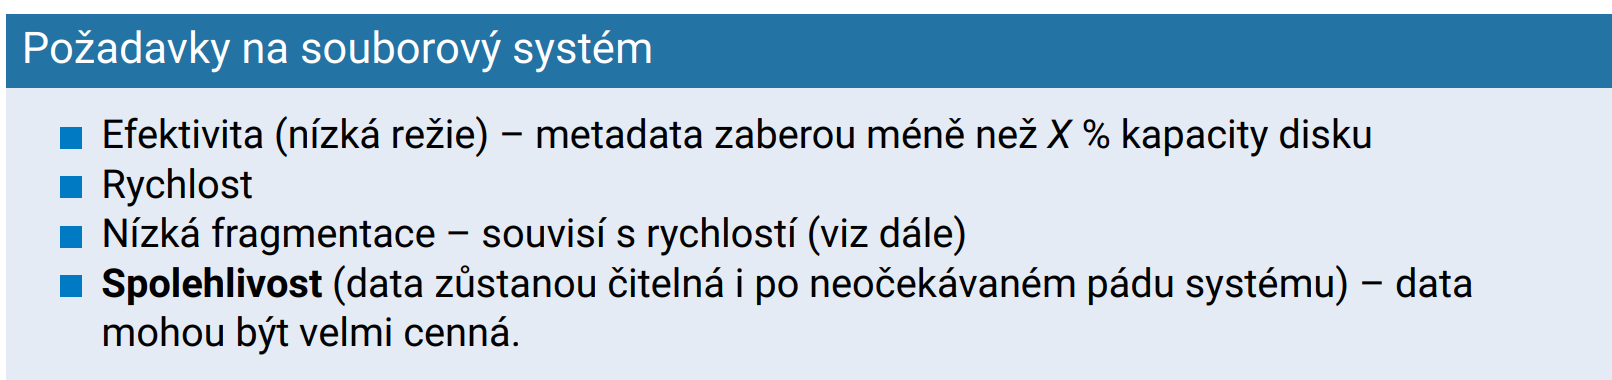 Požadavky na souborový systém
Efektivita (nízká režie) – metadata zaberou méně než X % kapacity disku
Rychlost
Nízká fragmentace – souvisí s rychlostí (viz dále)
Spolehlivost (data zůstanou čitelná i po neočekávaném pádu systému) – data
mohou být velmi cenná.